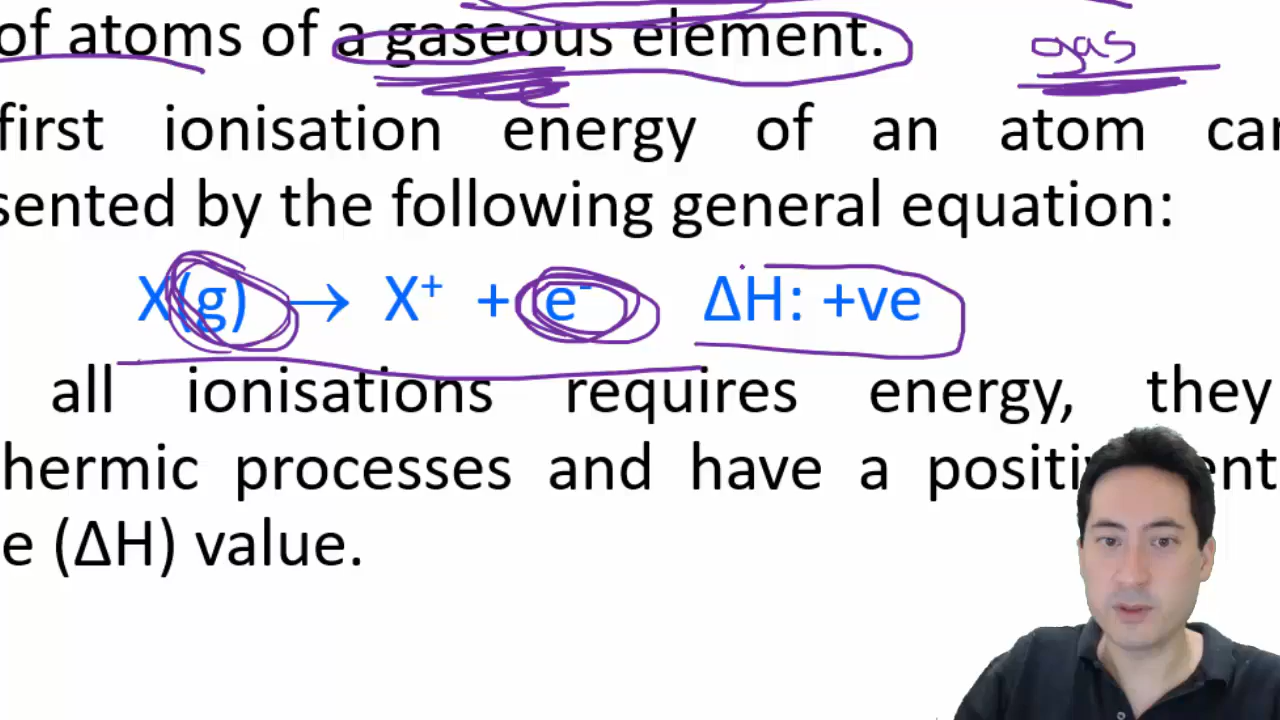 of atoms of a gaseous element.
gas
first ionisation energy of an atom can
sented by the following general equation:
X(g) → X⁺ + e⁻ ΔH: +ve
all ionisations requires energy, they
hermic processes and have a positi ent
e (ΔH) value.